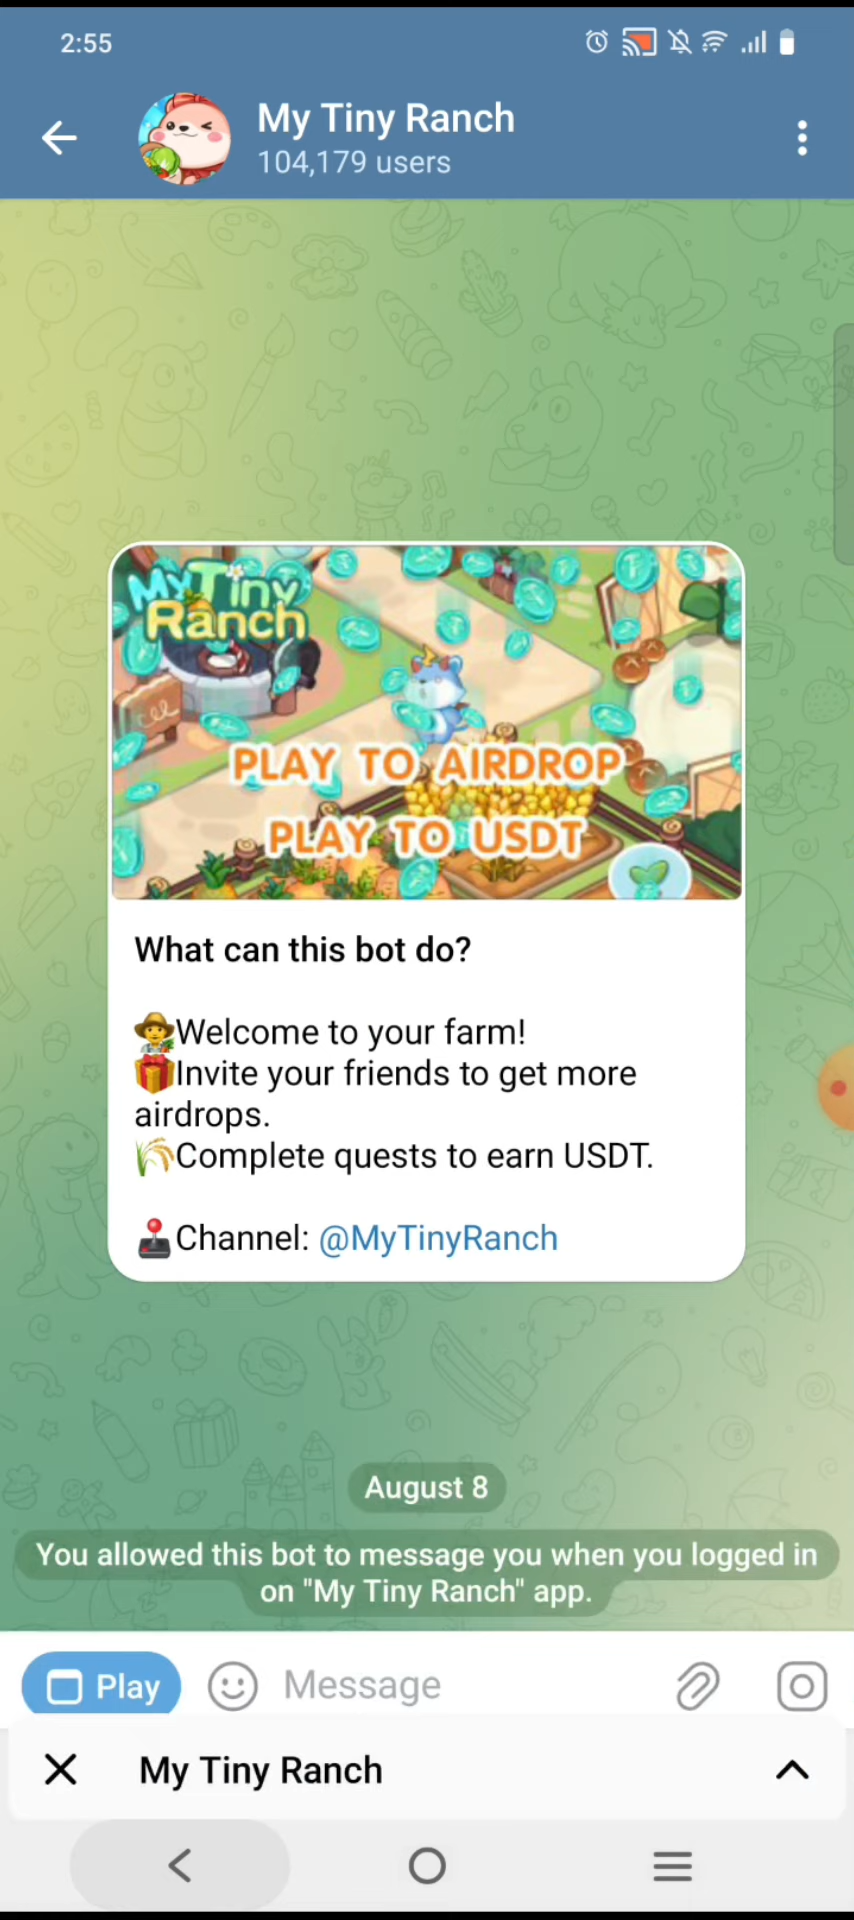 2:55
My Tiny Ranch
104,179 users
My Tiny
Ranch
PLAY TO AIRDROP
PLAY TO USDT
What can this bot do?
Welcome to your farm!
Invite your friends to get more
airdrops.
Complete quests to earn USDT.
Channel: @MyTinyRanch
August 8
You allowed this bot to message you when you logged in
on "My Tiny Ranch" app.
Play
Message
My Tiny Ranch